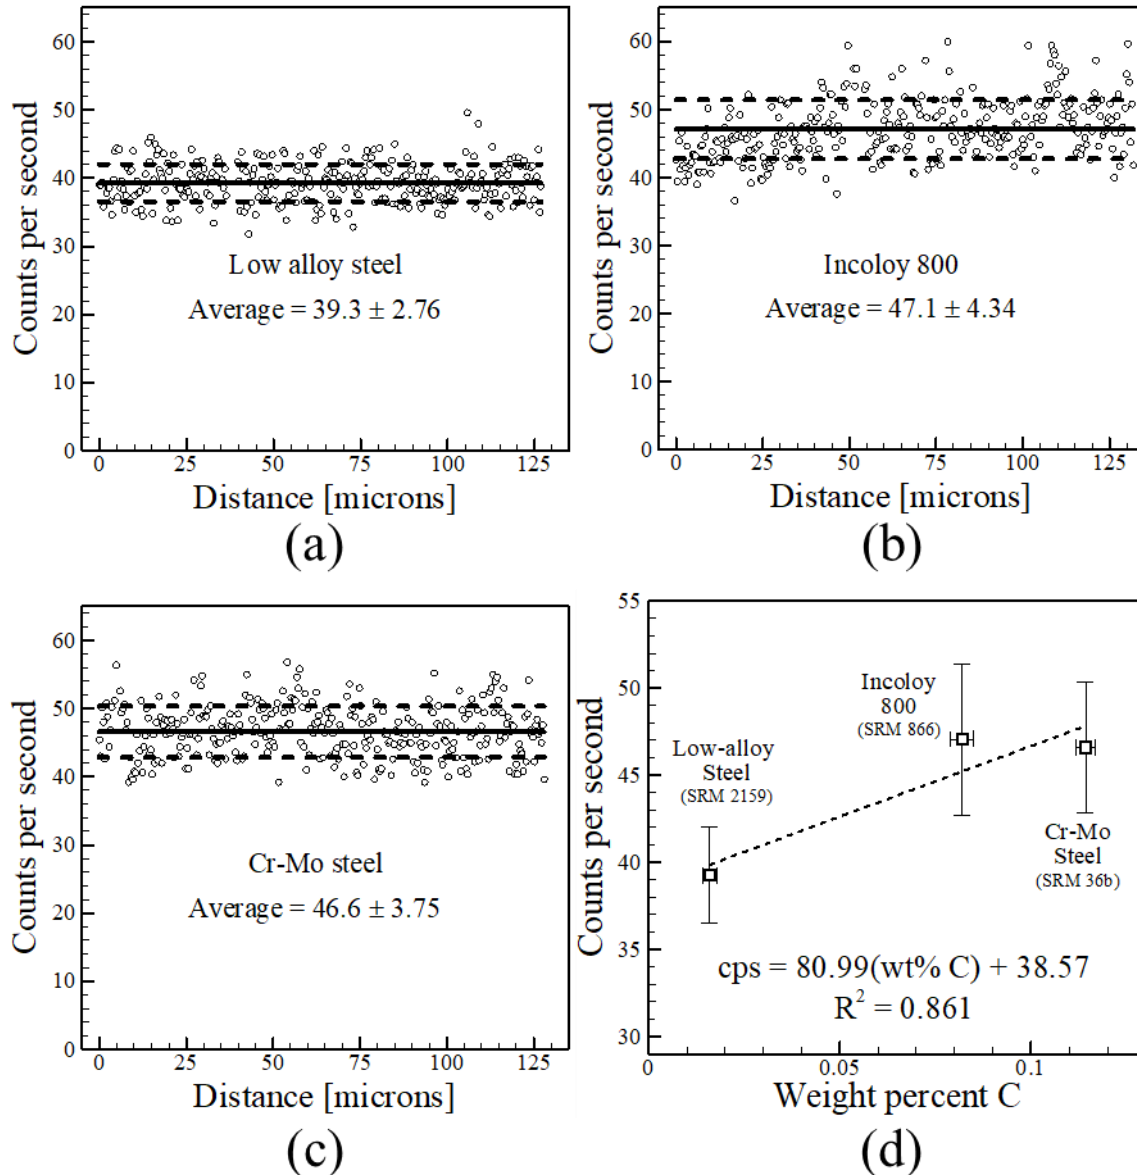 60
50
40
30
20
10
0
Counts per second
Low alloy steel
Average = 39.3 ± 2.76
0 25 50 75 100 125
Distance [microns]
(a)
60
50
40
30
20
10
0
Counts per second
Incoloy 800
Average = 47.1 ± 4.34
0 25 50 75 100 125
Distance [microns]
(b)
60
50
40
30
20
10
0
Counts per second
Cr-Mo steel
Average = 46.6 ± 3.75
0 25 50 75 100 125
Distance [microns]
(c)
55
50
45
40
35
30
Counts per second
Incoloy
800
(SRM 866)
Low-alloy
Steel
(SRM 2159)
Cr-Mo
Steel
(SRM 36b)
cps = 80.99(wt% C) + 38.57
R² = 0.861
0 0.05 0.1
Weight percent C
(d)